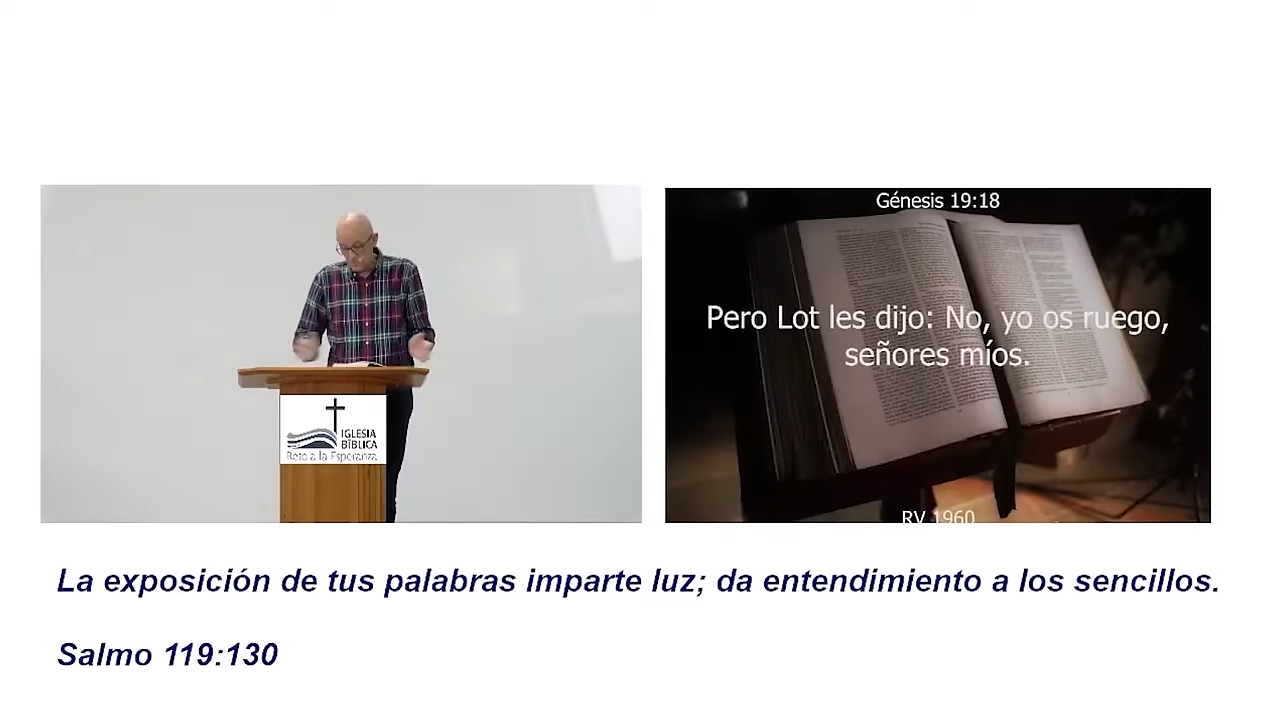 IGLESIA
BÍBLICA
Reto a la Esperanza
Génesis 19:18
Pero Lot les dijo: No, yo os ruego,
señores míos.
RV 1960
La exposición de tus palabras imparte luz; da entendimiento a los sencillos.
Salmo 119:130